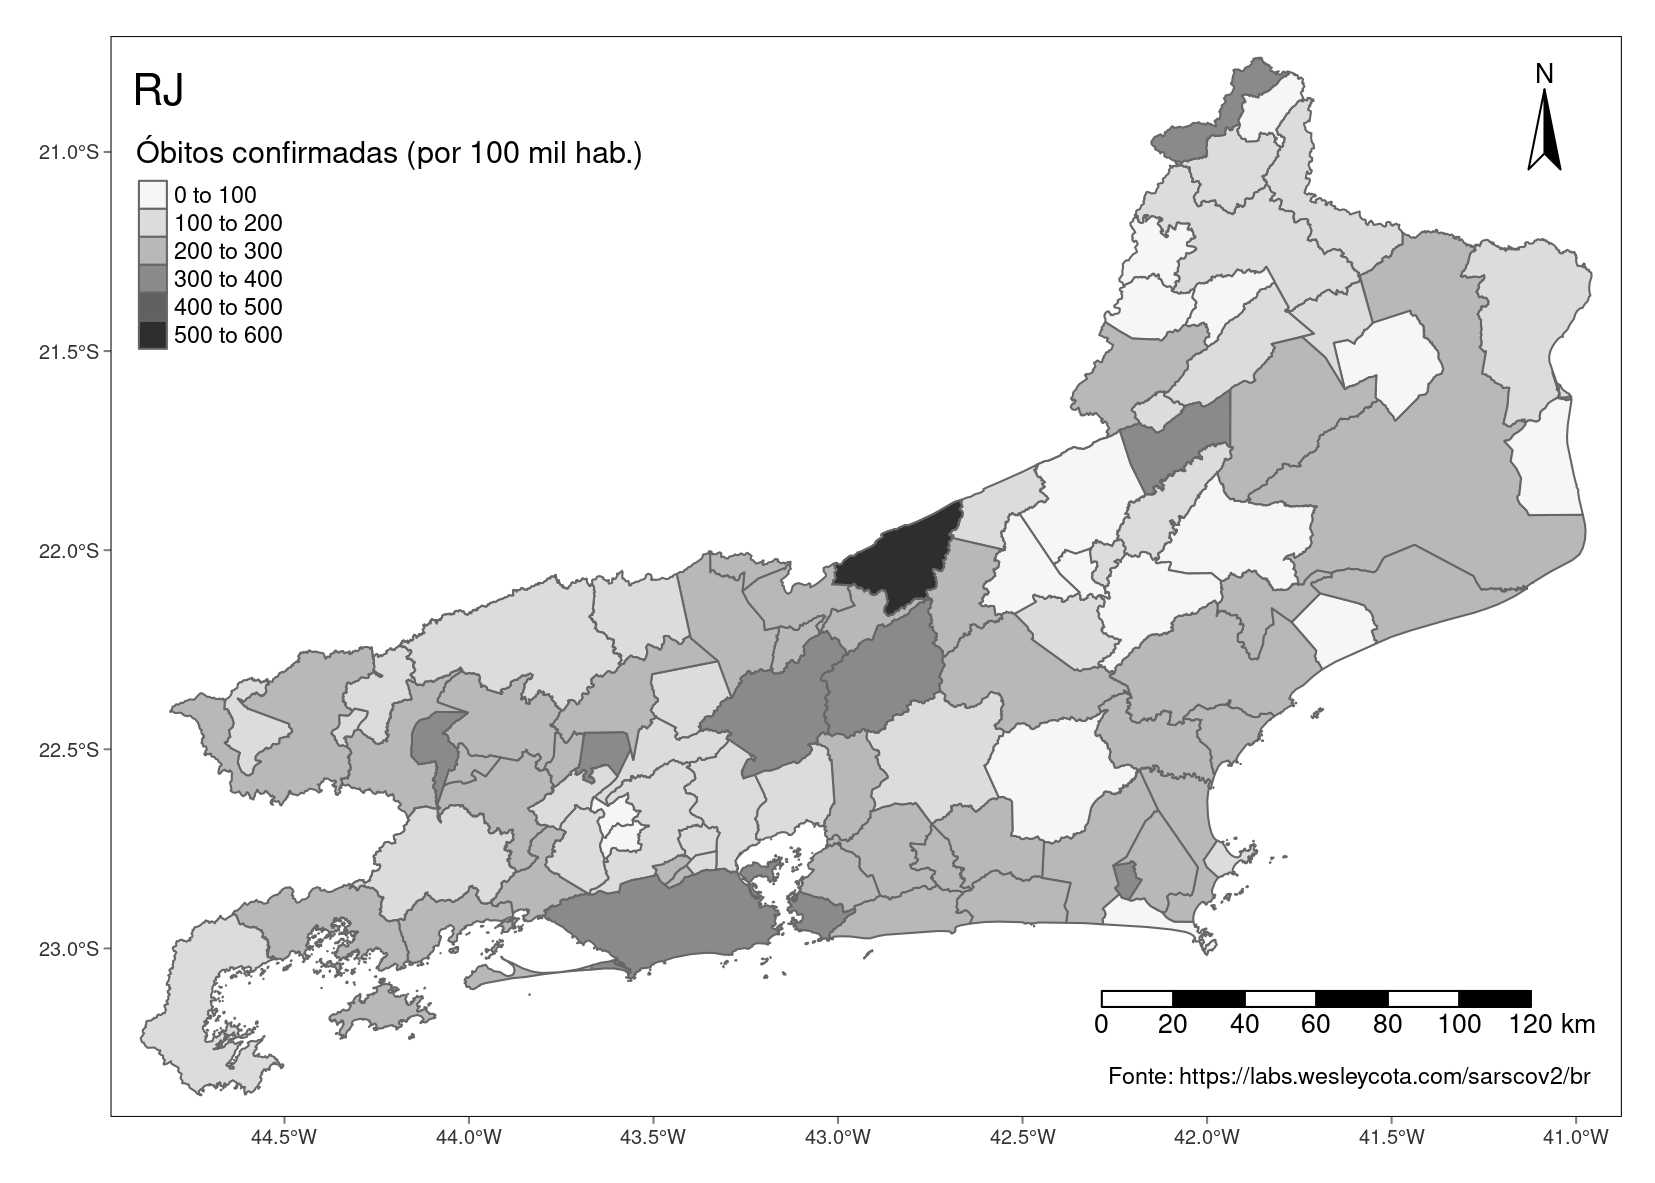 RJ
N
Óbitos confirmadas (por 100 mil hab.)
0 to 100
100 to 200
200 to 300
300 to 400
400 to 500
500 to 600
21.0°S
21.5°S
22.0°S
22.5°S
23.0°S
0 20 40 60 80 100 120 km
Fonte: https://labs.wesleycota.com/sarscov2/br
44.5°W 44.0°W 43.5°W 43.0°W 42.5°W 42.0°W 41.5°W 41.0°W